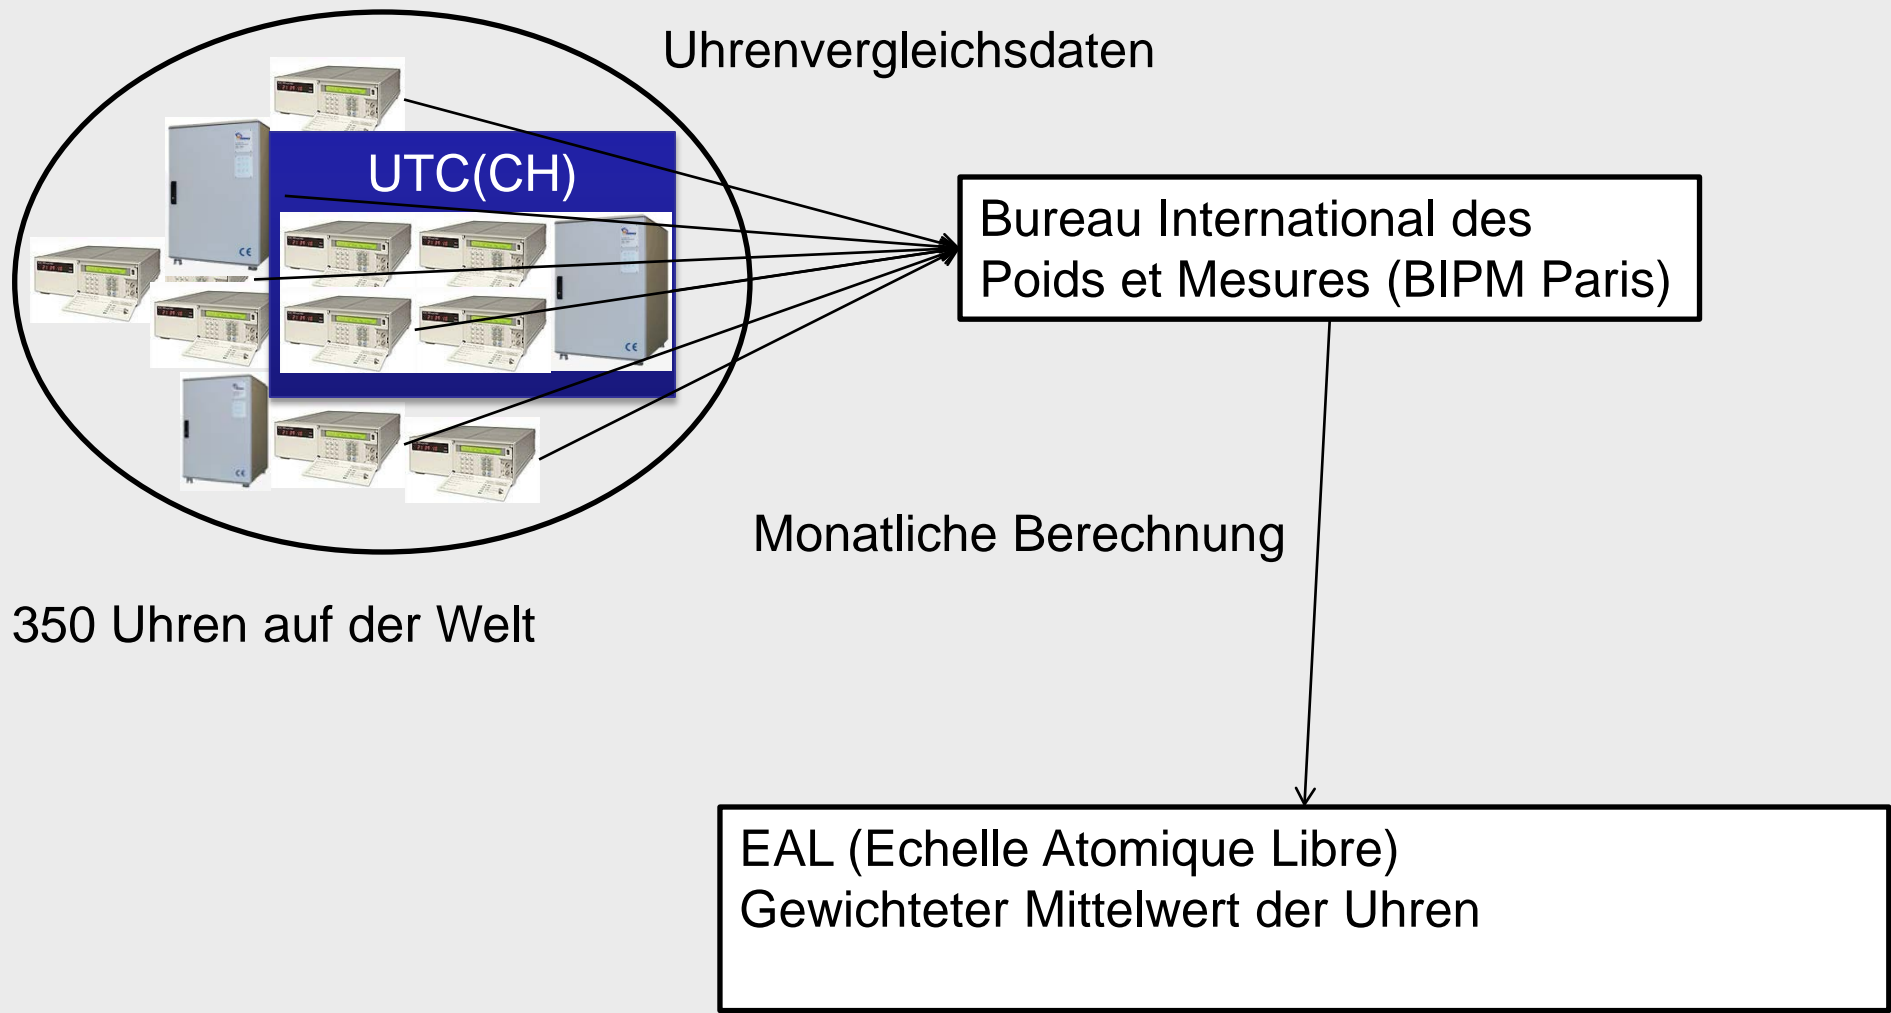 Uhrenvergleichsdaten
UTC(CH)
Bureau International des
Poids et Mesures (BIPM Paris)
Monatliche Berechnung
350 Uhren auf der Welt
EAL (Echelle Atomique Libre)
Gewichteter Mittelwert der Uhren